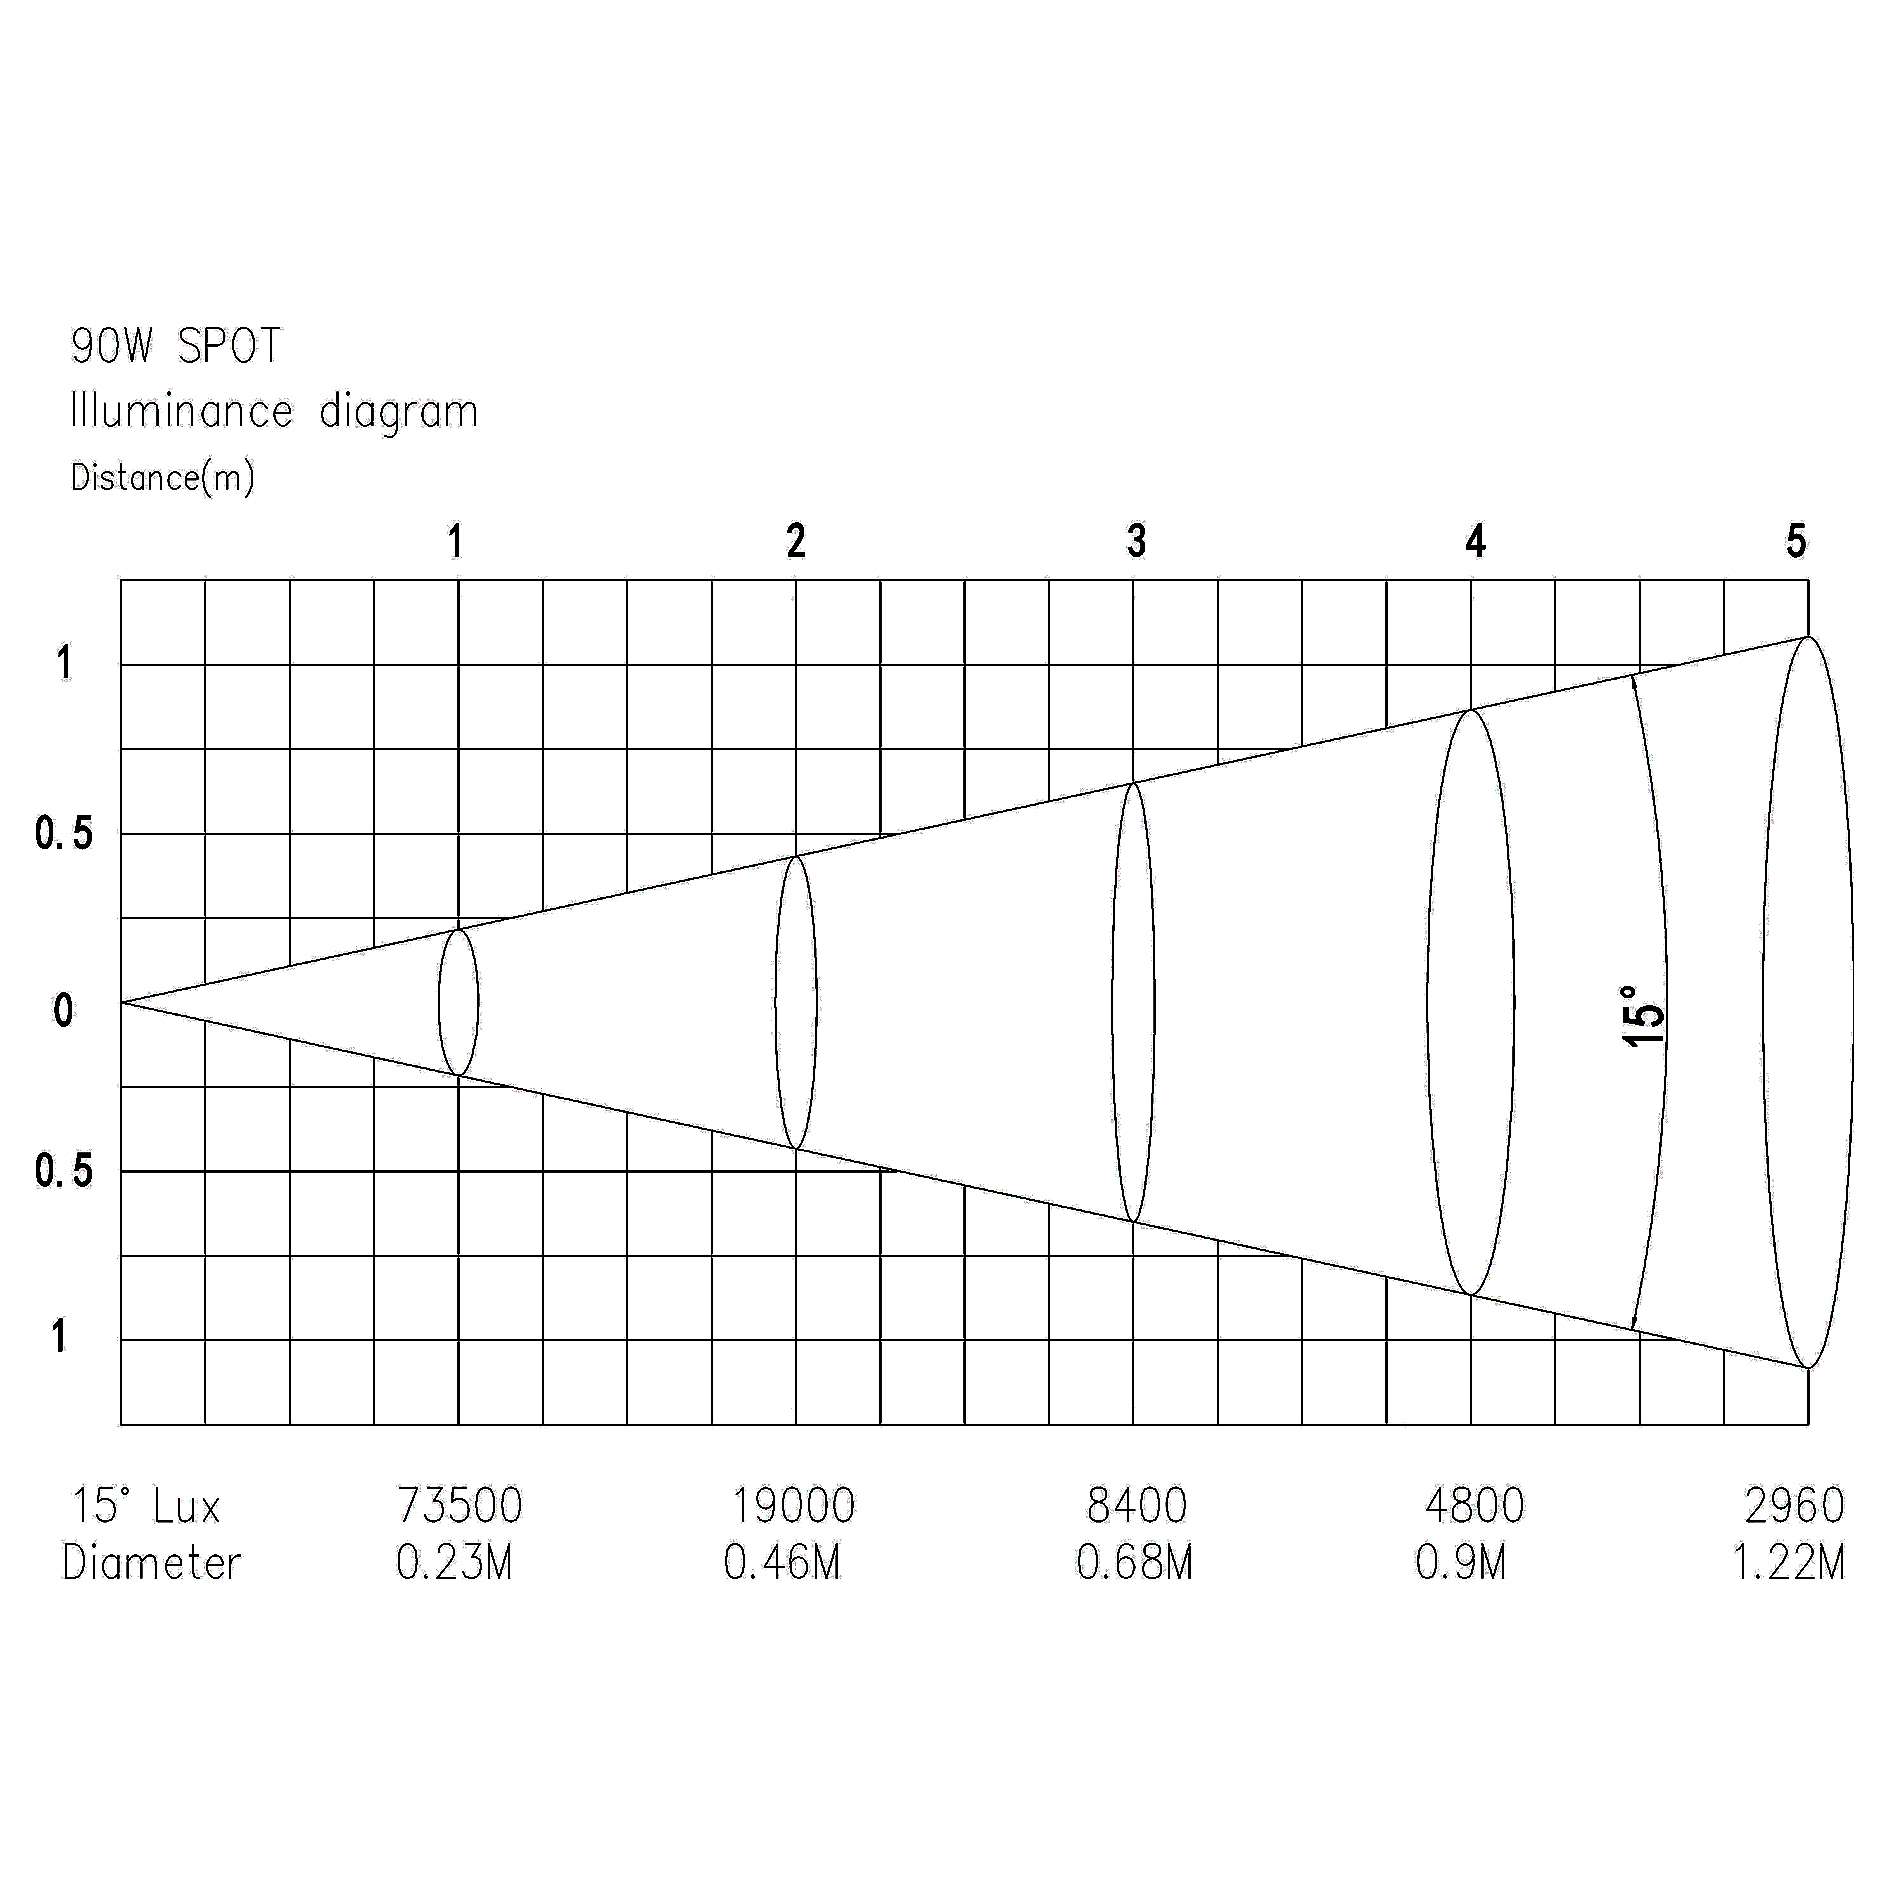 90W SPOT
Illuminance diagram
Distance(m)
1 2 3 4 5
1
0.5
0
0.5
1
15°
15° Lux 73500 19000 8400 4800 2960
Diameter 0.23M 0.46M 0.68M 0.9M 1.22M